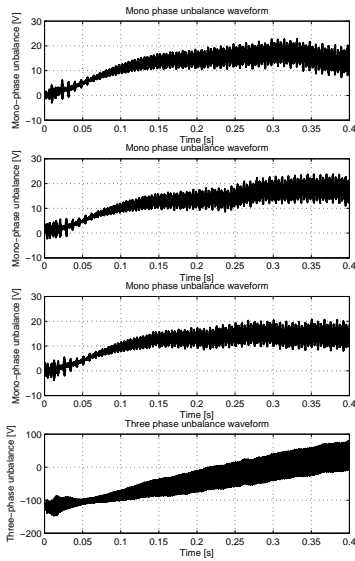 Mono phase unbalance waveform
Mono−phase unbalance [V]
30
20
10
0
−10
0 0.05 0.1 0.15 0.2 0.25 0.3 0.35 0.4
Time [s]
Mono phase unbalance waveform
Mono−phase unbalance [V]
30
20
10
0
−10
0 0.05 0.1 0.15 0.2 0.25 0.3 0.35 0.4
Time [s]
Mono phase unbalance waveform
Mono−phase unbalance [V]
30
20
10
0
−10
0 0.05 0.1 0.15 0.2 0.25 0.3 0.35 0.4
Time [s]
Three phase unbalance waveform
Three−phase unbalance [V]
100
0
−100
−200
0 0.05 0.1 0.15 0.2 0.25 0.3 0.35 0.4
Time [s]